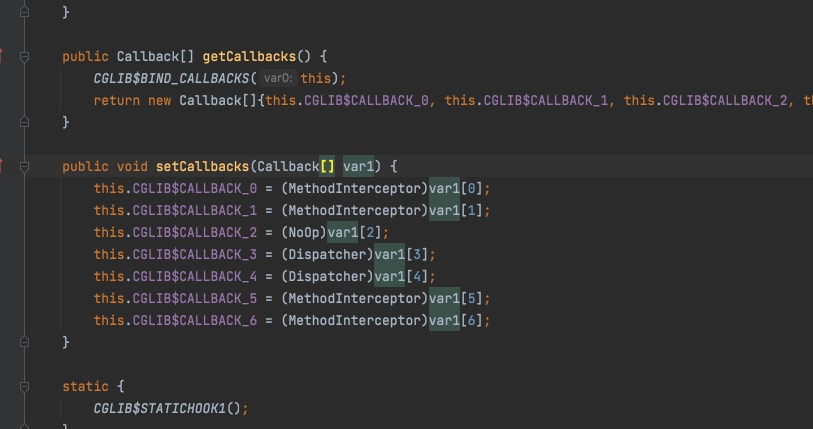 }
public Callback[] getCallbacks() {
CGLIB$BIND_CALLBACKS( var0: this);
return new Callback[]{this.CGLIB$CALLBACK_0, this.CGLIB$CALLBACK_1, this.CGLIB$CALLBACK_2, t
}
public void setCallbacks(Callback[] var1) {
this.CGLIB$CALLBACK_0 = (MethodInterceptor)var1[0];
this.CGLIB$CALLBACK_1 = (MethodInterceptor)var1[1];
this.CGLIB$CALLBACK_2 = (NoOp)var1[2];
this.CGLIB$CALLBACK_3 = (Dispatcher)var1[3];
this.CGLIB$CALLBACK_4 = (Dispatcher)var1[4];
this.CGLIB$CALLBACK_5 = (MethodInterceptor)var1[5];
this.CGLIB$CALLBACK_6 = (MethodInterceptor)var1[6];
}
static {
CGLIB$STATICHOOK1();
}